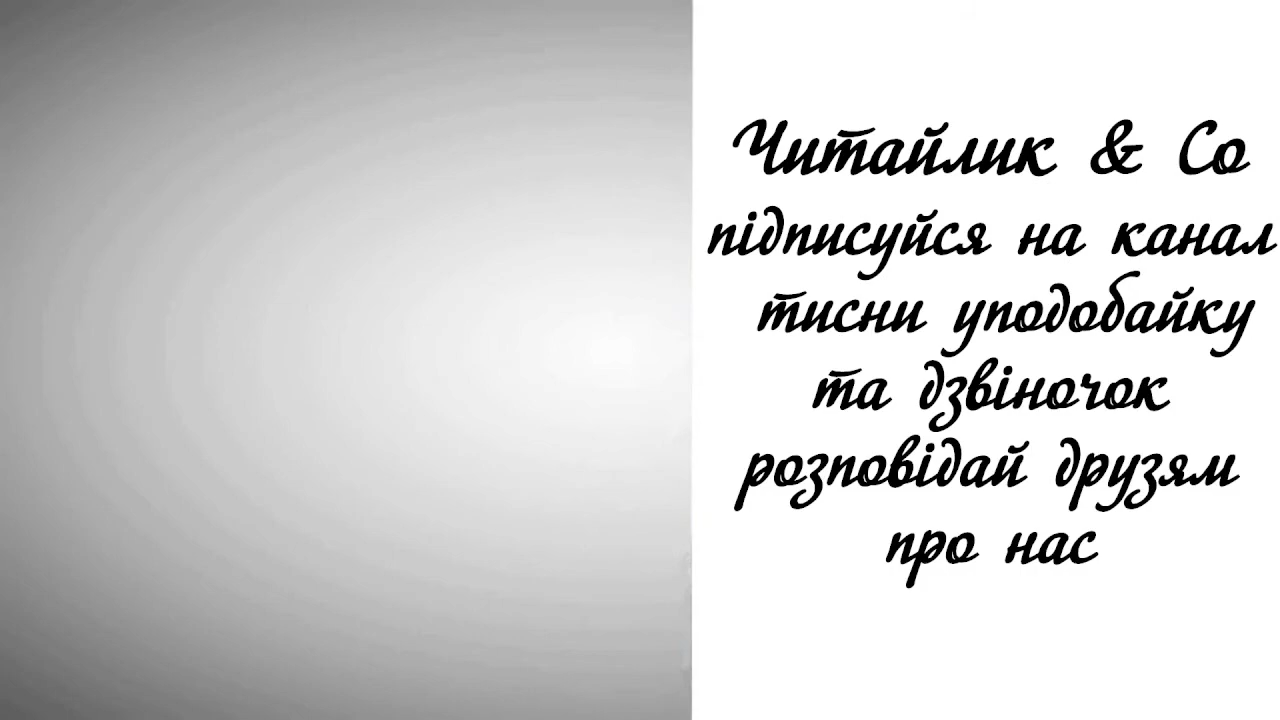 Читайлик & Co
підписуйся на канал
тисни уподобайку
та дзвіночок
розповідай друзям
про нас